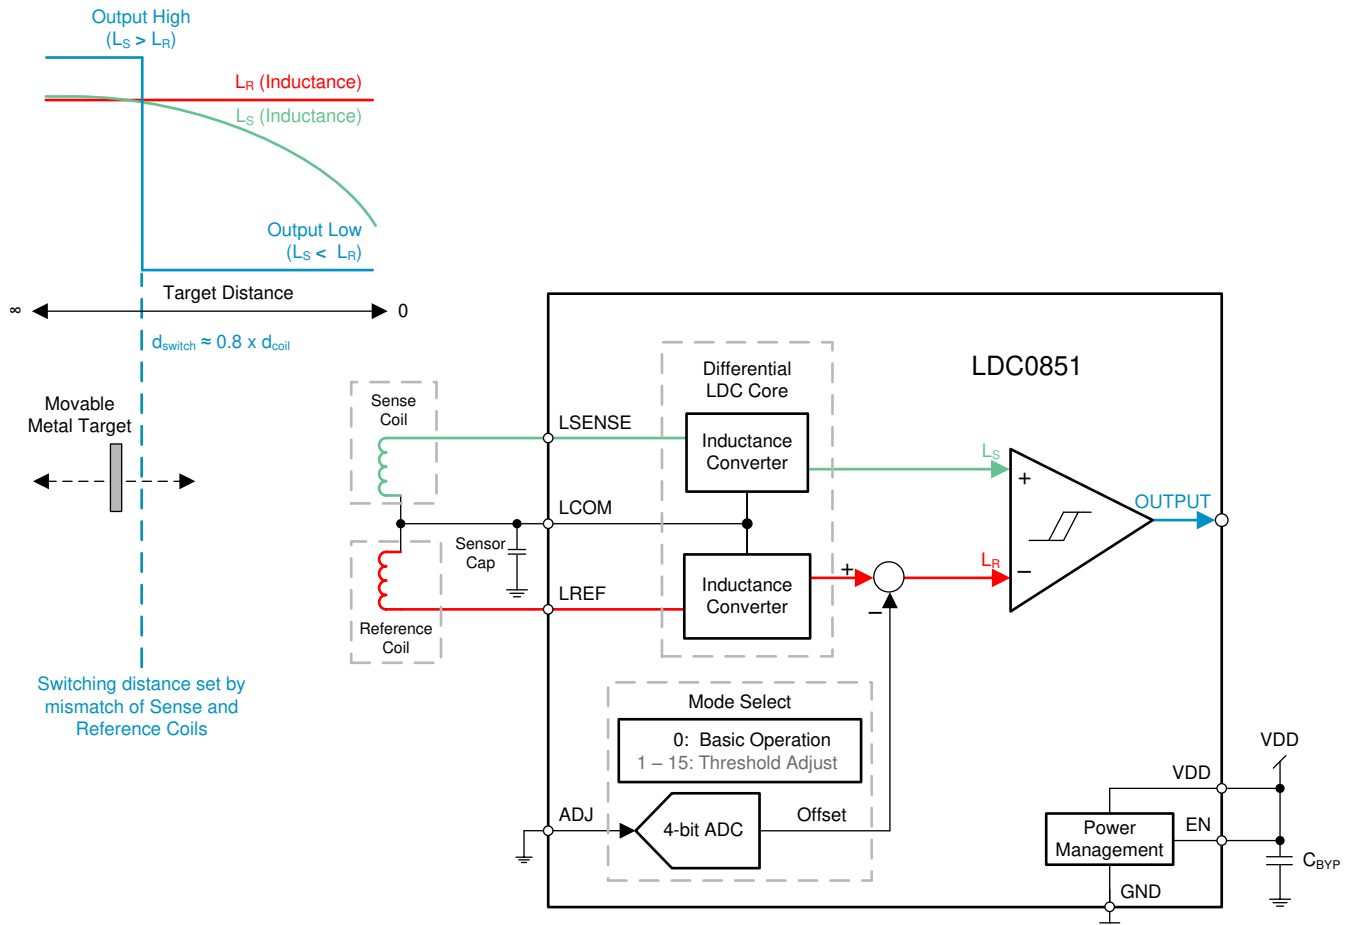 Output High
(LS > LR)
LR (Inductance)
LS (Inductance)
Output Low
(LS < LR)
Target Distance
∞
0
dswitch ≈ 0.8 x dcoil
Movable
Metal Target
Switching distance set by
mismatch of Sense and
Reference Coils
Sense
Coil
Reference
Coil
Sensor
Cap
LSENSE
LCOM
LREF
Differential
LDC Core
Inductance
Converter
Inductance
Converter
LDC0851
LS
+
LR
−
+
−
OUTPUT
Mode Select
0: Basic Operation
1 – 15: Threshold Adjust
ADJ
4-bit ADC
Offset
VDD
VDD
EN
Power
Management
GND
CBYP